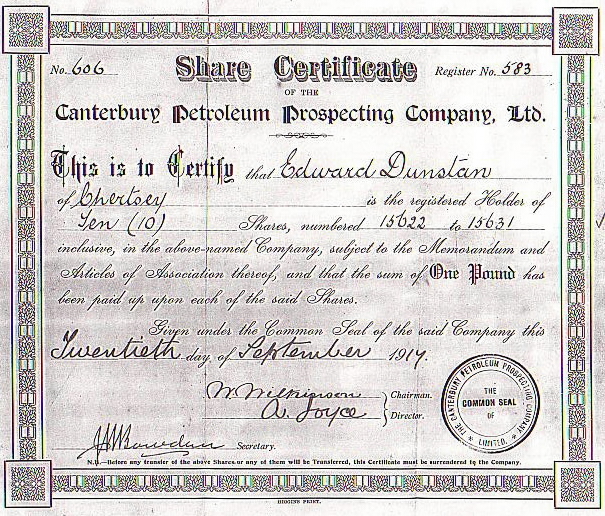 No. 606 Share Certificate Register No. 583
OF THE
Canterbury Petroleum Prospecting Company, Ltd.
This is to Certify that Edward Dunstan
of Chertsey is the registered Holder of
Ten (10) Shares, numbered 15622 to 15631
inclusive, in the above-named Company, subject to the Memorandum and
Articles of Association thereof, and that the sum of One Pound has
been paid up upon each of the said Shares.
Given under the Common Seal of the said Company this
Twentieth day of September 1917.
W. Wilkinson Chairman.
A. Joyce Director.
THE CANTERBURY PETROLEUM PROSPECTING COMPANY LIMITED.
THE
COMMON SEAL
OF
Secretary.
N.B.—Before any transfer of the above Shares or any of them will be Transferred, this Certificate must be surrendered to the Company.
HIGGINS PRINT.